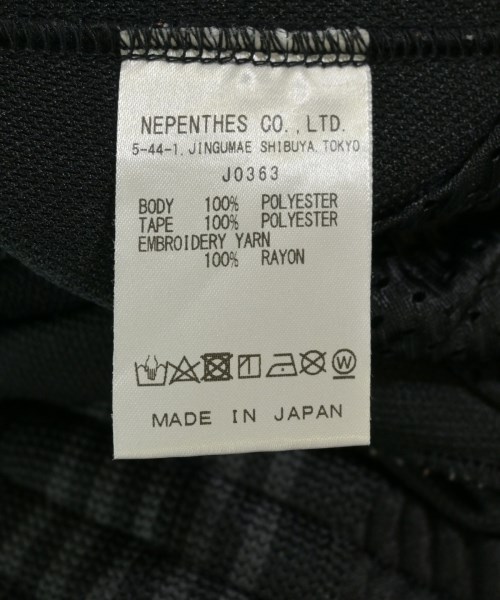 NEPENTHES CO.,LTD.
5-44-1, JINGUMAE SHIBUYA, TOKYO
J0363
BODY 100% POLYESTER
TAPE 100% POLYESTER
EMBROIDERY YARN
100% RAYON
W
MADE IN JAPAN